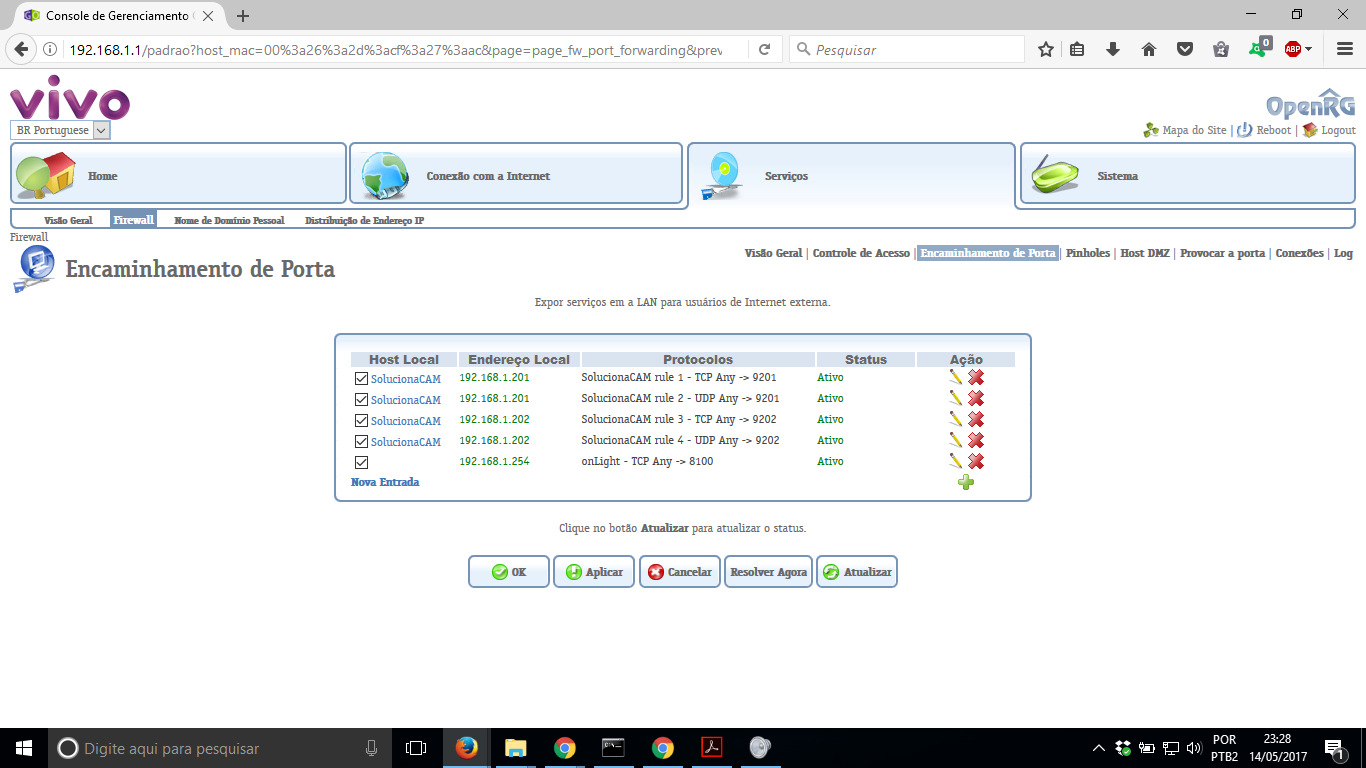 Console de Gerenciamento
192.168.1.1/padrao?host_mac=00%3a26%3a2d%3acf%3a27%3aac&page=page_fw_port_forwarding&prev
Pesquisar
0
ABP
vivo
OpenRG
BR Portuguese
Mapa do Site | Reboot | Logout
Home
Conexão com a Internet
Serviços
Sistema
Visão Geral Firewall Nome de Domínio Pessoal Distribuição de Endereço IP
Firewall
Visão Geral | Controle de Acesso | Encaminhamento de Porta | Pinholes | Host DMZ | Provocar a porta | Conexões | Log
Encaminhamento de Porta
Expor serviços em a LAN para usuários de Internet externa.
Host Local Endereço Local Protocolos Status Ação
SolucionaCAM 192.168.1.201 SolucionaCAM rule 1 - TCP Any -> 9201 Ativo
SolucionaCAM 192.168.1.201 SolucionaCAM rule 2 - UDP Any -> 9201 Ativo
SolucionaCAM 192.168.1.202 SolucionaCAM rule 3 - TCP Any -> 9202 Ativo
SolucionaCAM 192.168.1.202 SolucionaCAM rule 4 - UDP Any -> 9202 Ativo
192.168.1.254 onLight - TCP Any -> 8100 Ativo
Nova Entrada
Clique no botão Atualizar para atualizar o status.
OK Aplicar Cancelar Resolver Agora Atualizar
Digite aqui para pesquisar
POR
PTB2
23:28
14/05/2017
1